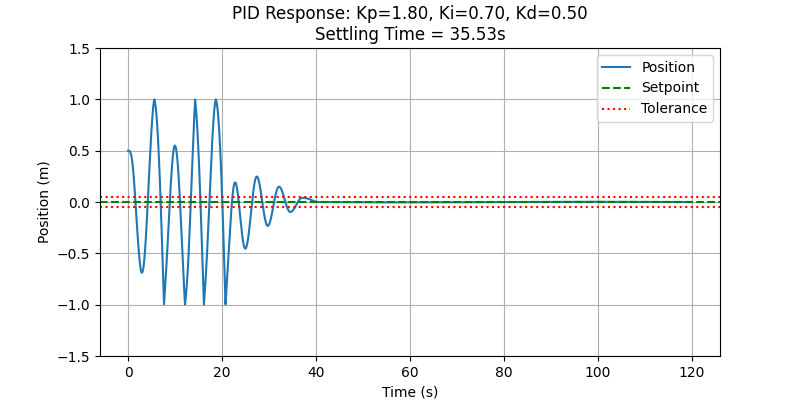 PID Response: Kp=1.80, Ki=0.70, Kd=0.50
Settling Time = 35.53s
1.5
1.0
0.5
0.0
−0.5
−1.0
−1.5
Position (m)
Position
Setpoint
Tolerance
0 20 40 60 80 100 120
Time (s)